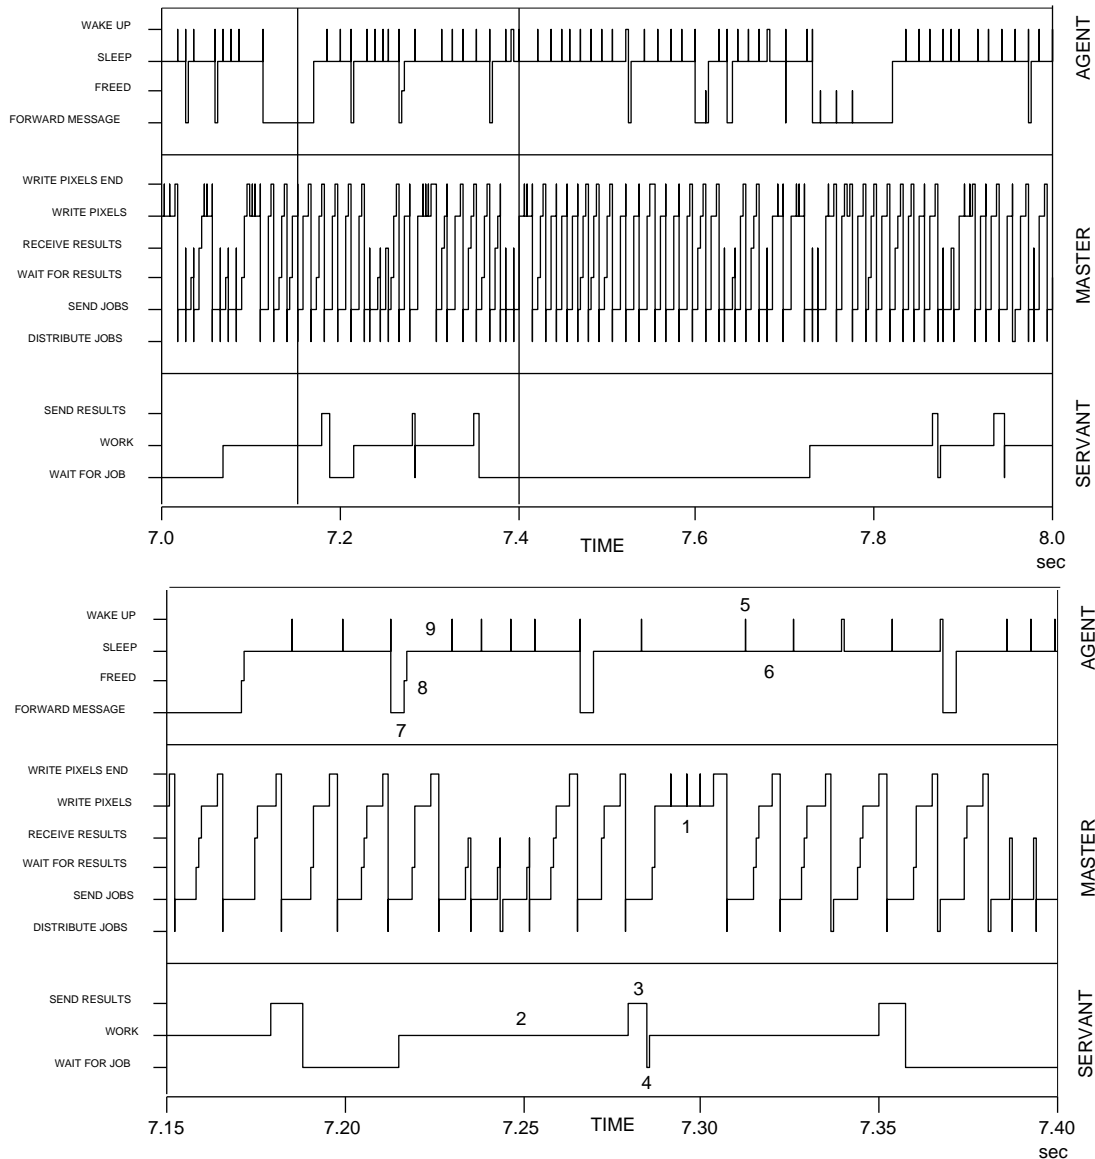 WAKE UP
SLEEP
FREED
FORWARD MESSAGE
AGENT
WRITE PIXELS END
WRITE PIXELS
RECEIVE RESULTS
WAIT FOR RESULTS
SEND JOBS
DISTRIBUTE JOBS
MASTER
SEND RESULTS
WORK
WAIT FOR JOB
SERVANT
7.0 7.2 7.4 TIME 7.6 7.8 8.0
sec
WAKE UP
SLEEP
FREED
FORWARD MESSAGE
5
9
6
8
7
AGENT
WRITE PIXELS END
WRITE PIXELS
RECEIVE RESULTS
WAIT FOR RESULTS
SEND JOBS
DISTRIBUTE JOBS
1
MASTER
SEND RESULTS
WORK
WAIT FOR JOB
3
2
4
SERVANT
7.15 7.20 7.25 TIME 7.30 7.35 7.40
sec